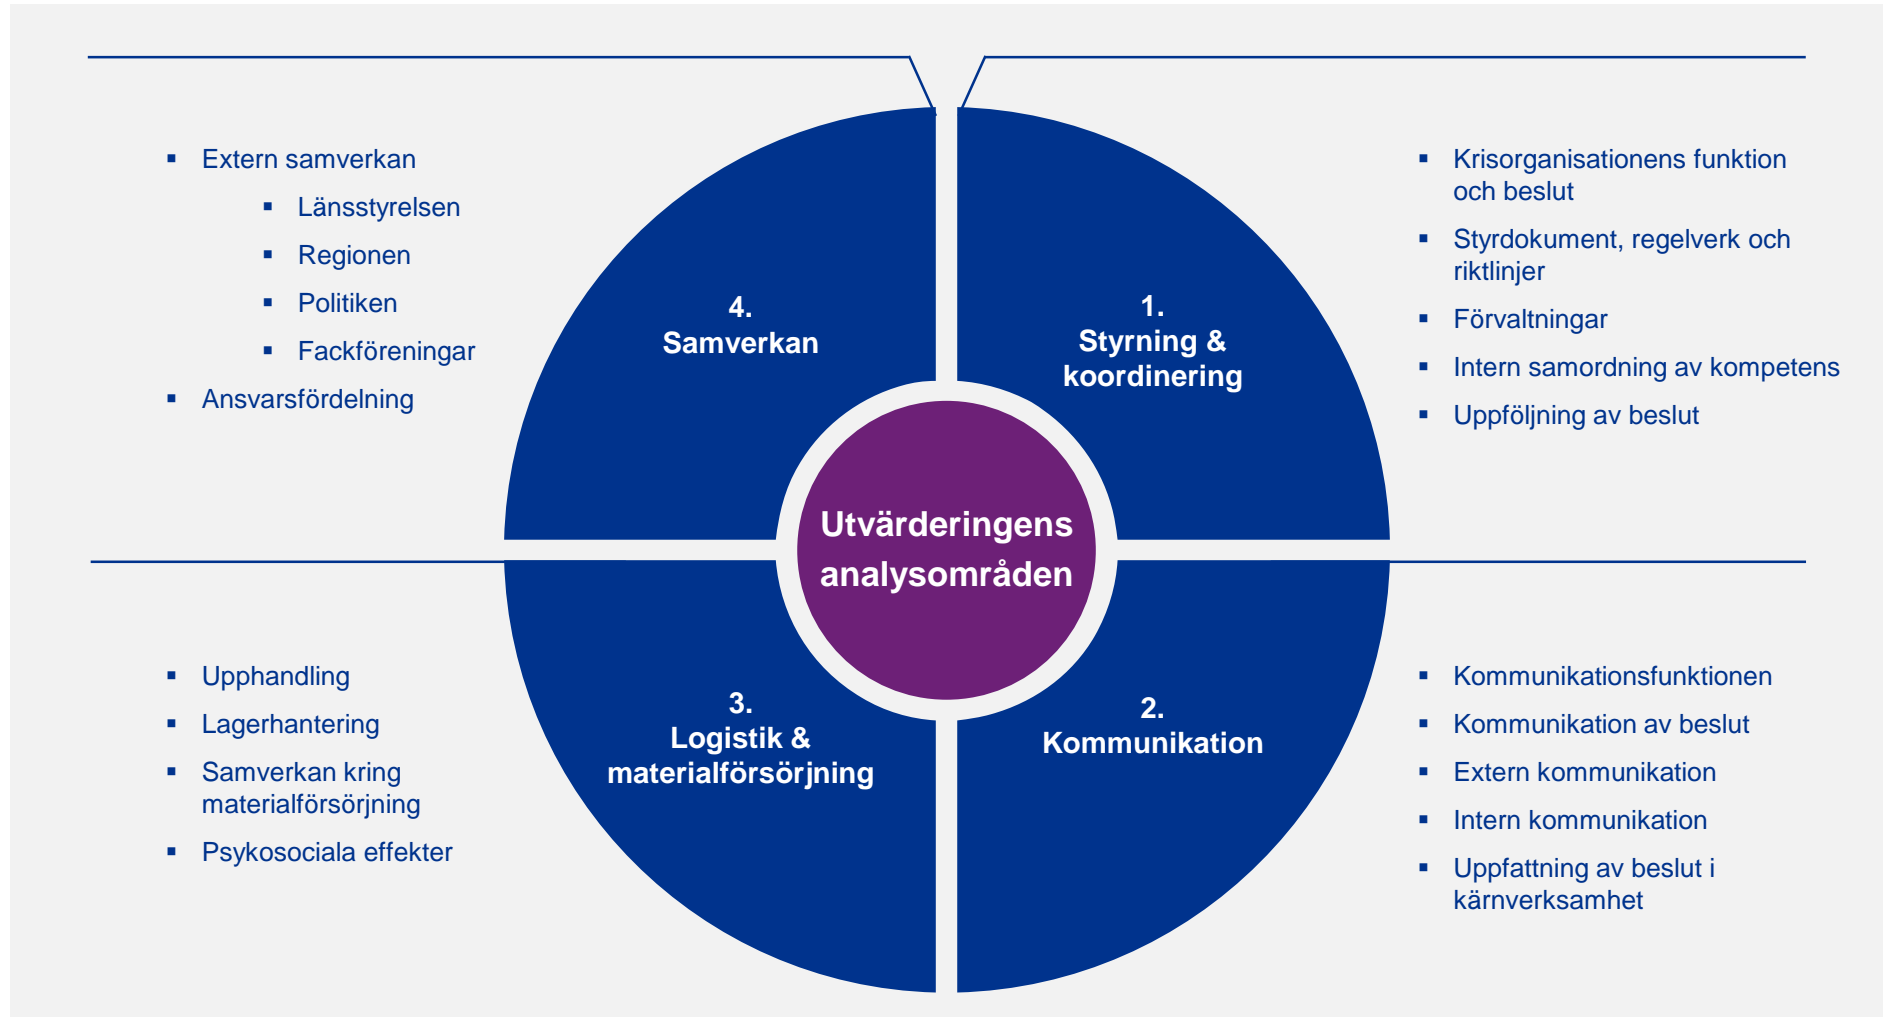 Extern samverkan
Länsstyrelsen
Regionen
Politiken
Fackföreningar
Ansvarsfördelning
4.
Samverkan
1.
Styrning &
koordinering
Krisorganisationens funktion
och beslut
Styrdokument, regelverk och
riktlinjer
Förvaltningar
Intern samordning av kompetens
Uppföljning av beslut
Utvärderingens
analysområden
Upphandling
Lagerhantering
Samverkan kring
materialförsörjning
Psykosociala effekter
3.
Logistik &
materialförsörjning
2.
Kommunikation
Kommunikationsfunktionen
Kommunikation av beslut
Extern kommunikation
Intern kommunikation
Uppfattning av beslut i
kärnverksamhet